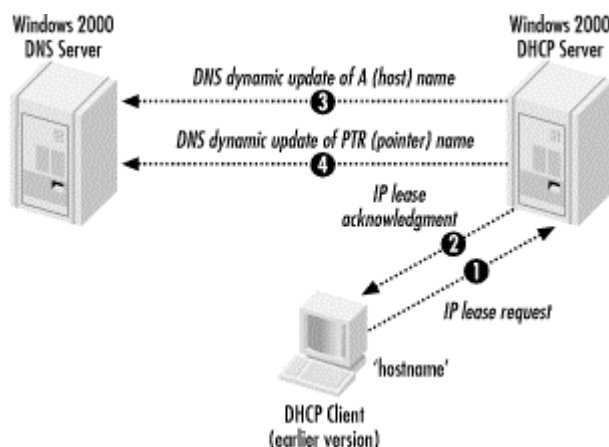 Windows 2000
DNS Server
Windows 2000
DHCP Server
DNS dynamic update of A (host) name
3
DNS dynamic update of PTR (pointer) name
4
IP lease
acknowledgment
2
1
IP lease request
'hostname'
DHCP Client
(earlier version)